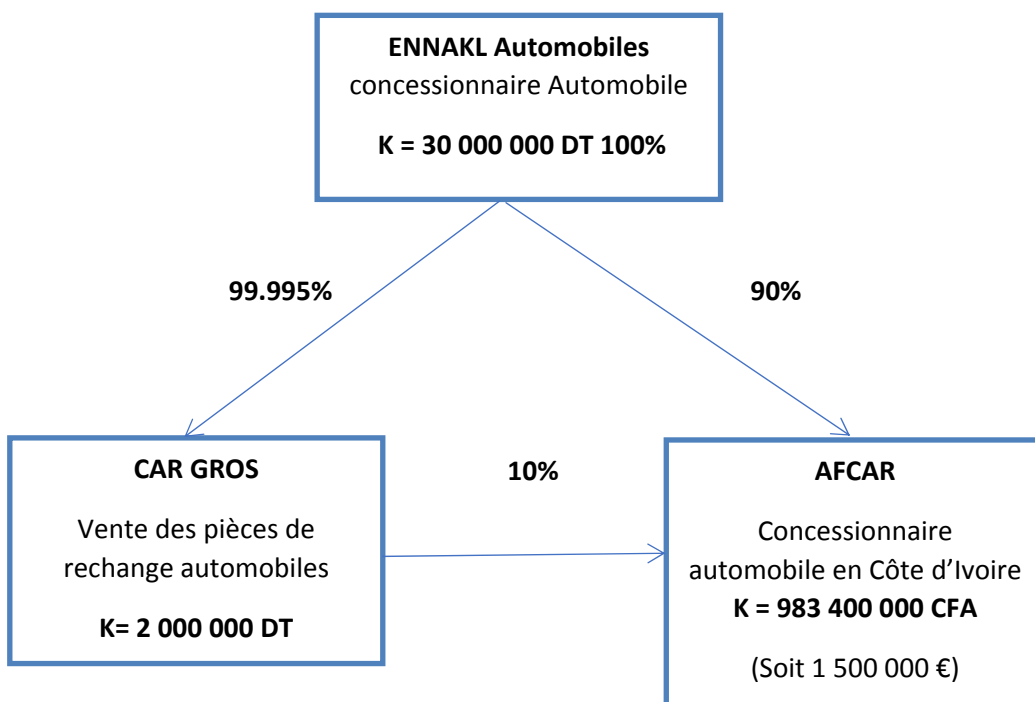 ENNAKL Automobiles
concessionnaire Automobile
K = 30 000 000 DT 100%
99.995%
90%
CAR GROS
Vente des pièces de
rechange automobiles
K= 2 000 000 DT
10%
AFCAR
Concessionnaire
automobile en Côte d’Ivoire
K = 983 400 000 CFA
(Soit 1 500 000 €)